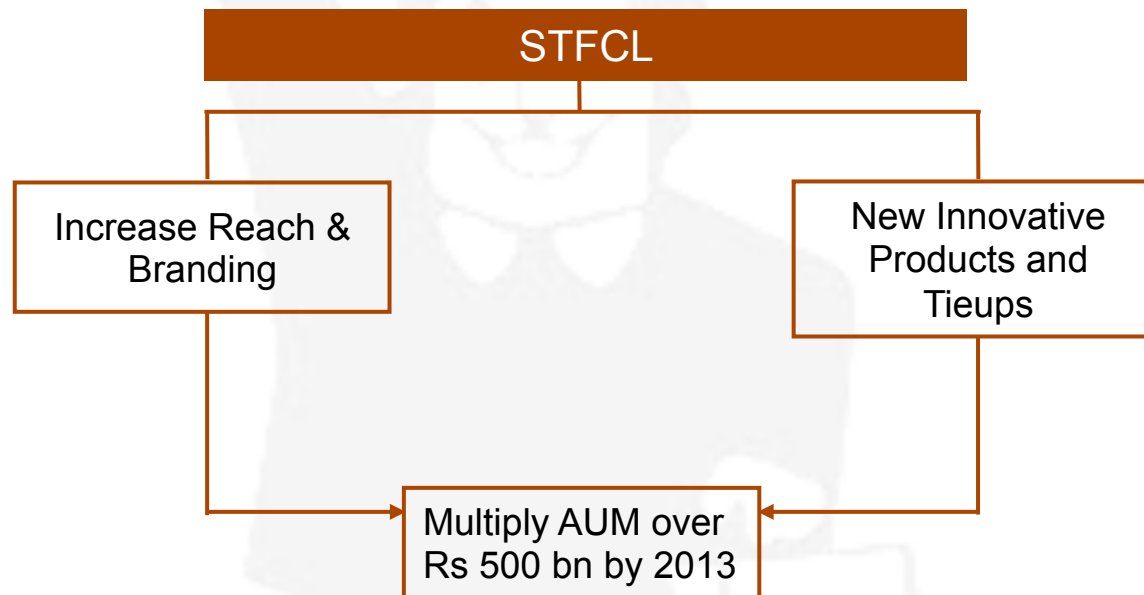 STFCL
Increase Reach &
Branding
New Innovative
Products and
Tieups
Multiply AUM over
Rs 500 bn by 2013